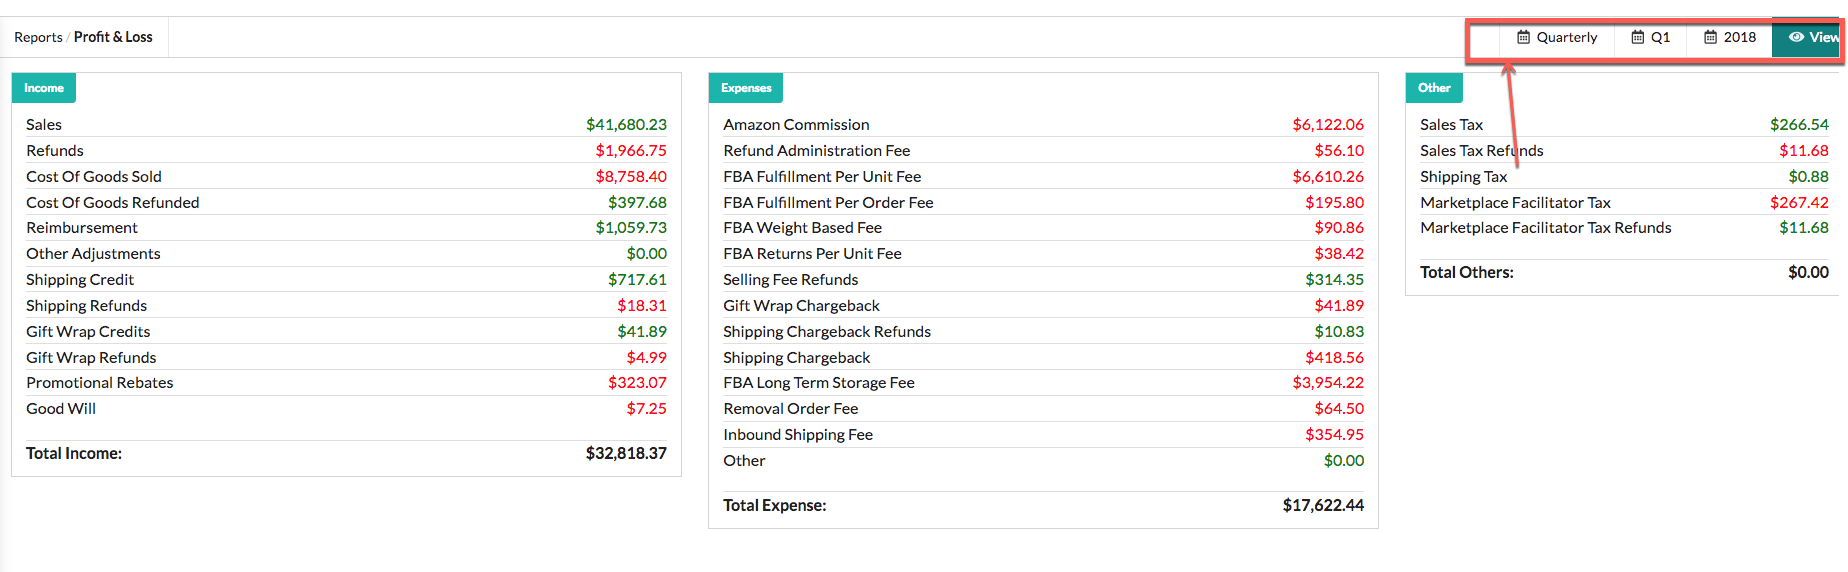 Reports / Profit & Loss
Quarterly Q1 2018 View
Income
Sales $41,680.23
Refunds $1,966.75
Cost Of Goods Sold $8,758.40
Cost Of Goods Refunded $397.68
Reimbursement $1,059.73
Other Adjustments $0.00
Shipping Credit $717.61
Shipping Refunds $18.31
Gift Wrap Credits $41.89
Gift Wrap Refunds $4.99
Promotional Rebates $323.07
Good Will $7.25
Total Income: $32,818.37
Expenses
Amazon Commission $6,122.06
Refund Administration Fee $56.10
FBA Fulfillment Per Unit Fee $6,610.26
FBA Fulfillment Per Order Fee $195.80
FBA Weight Based Fee $90.86
FBA Returns Per Unit Fee $38.42
Selling Fee Refunds $314.35
Gift Wrap Chargeback $41.89
Shipping Chargeback Refunds $10.83
Shipping Chargeback $418.56
FBA Long Term Storage Fee $3,954.22
Removal Order Fee $64.50
Inbound Shipping Fee $354.95
Other $0.00
Total Expense: $17,622.44
Other
Sales Tax $266.54
Sales Tax Refunds $11.68
Shipping Tax $0.88
Marketplace Facilitator Tax $267.42
Marketplace Facilitator Tax Refunds $11.68
Total Others: $0.00